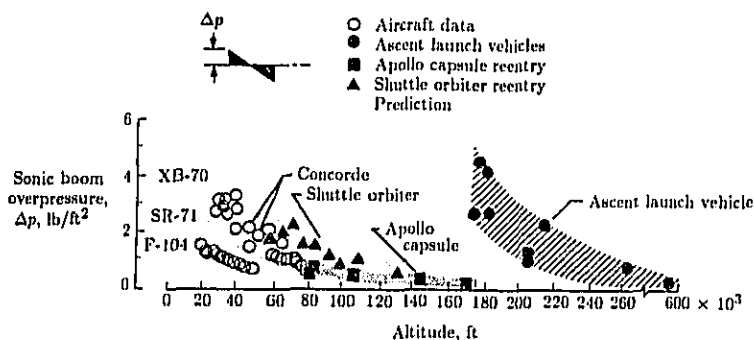 Δp
Aircraft data
Ascent launch vehicles
Apollo capsule reentry
Shuttle orbiter reentry
Prediction
6
4
2
0
Sonic boom
overpressure,
Δp, lb/ft²
XB-70
SR-71
F-104
Concorde
Shuttle orbiter
Apollo
capsule
Ascent launch vehicle
20 40 60 80 100 120 140 160 180 220 240 260 600 × 10³
Altitude, ft